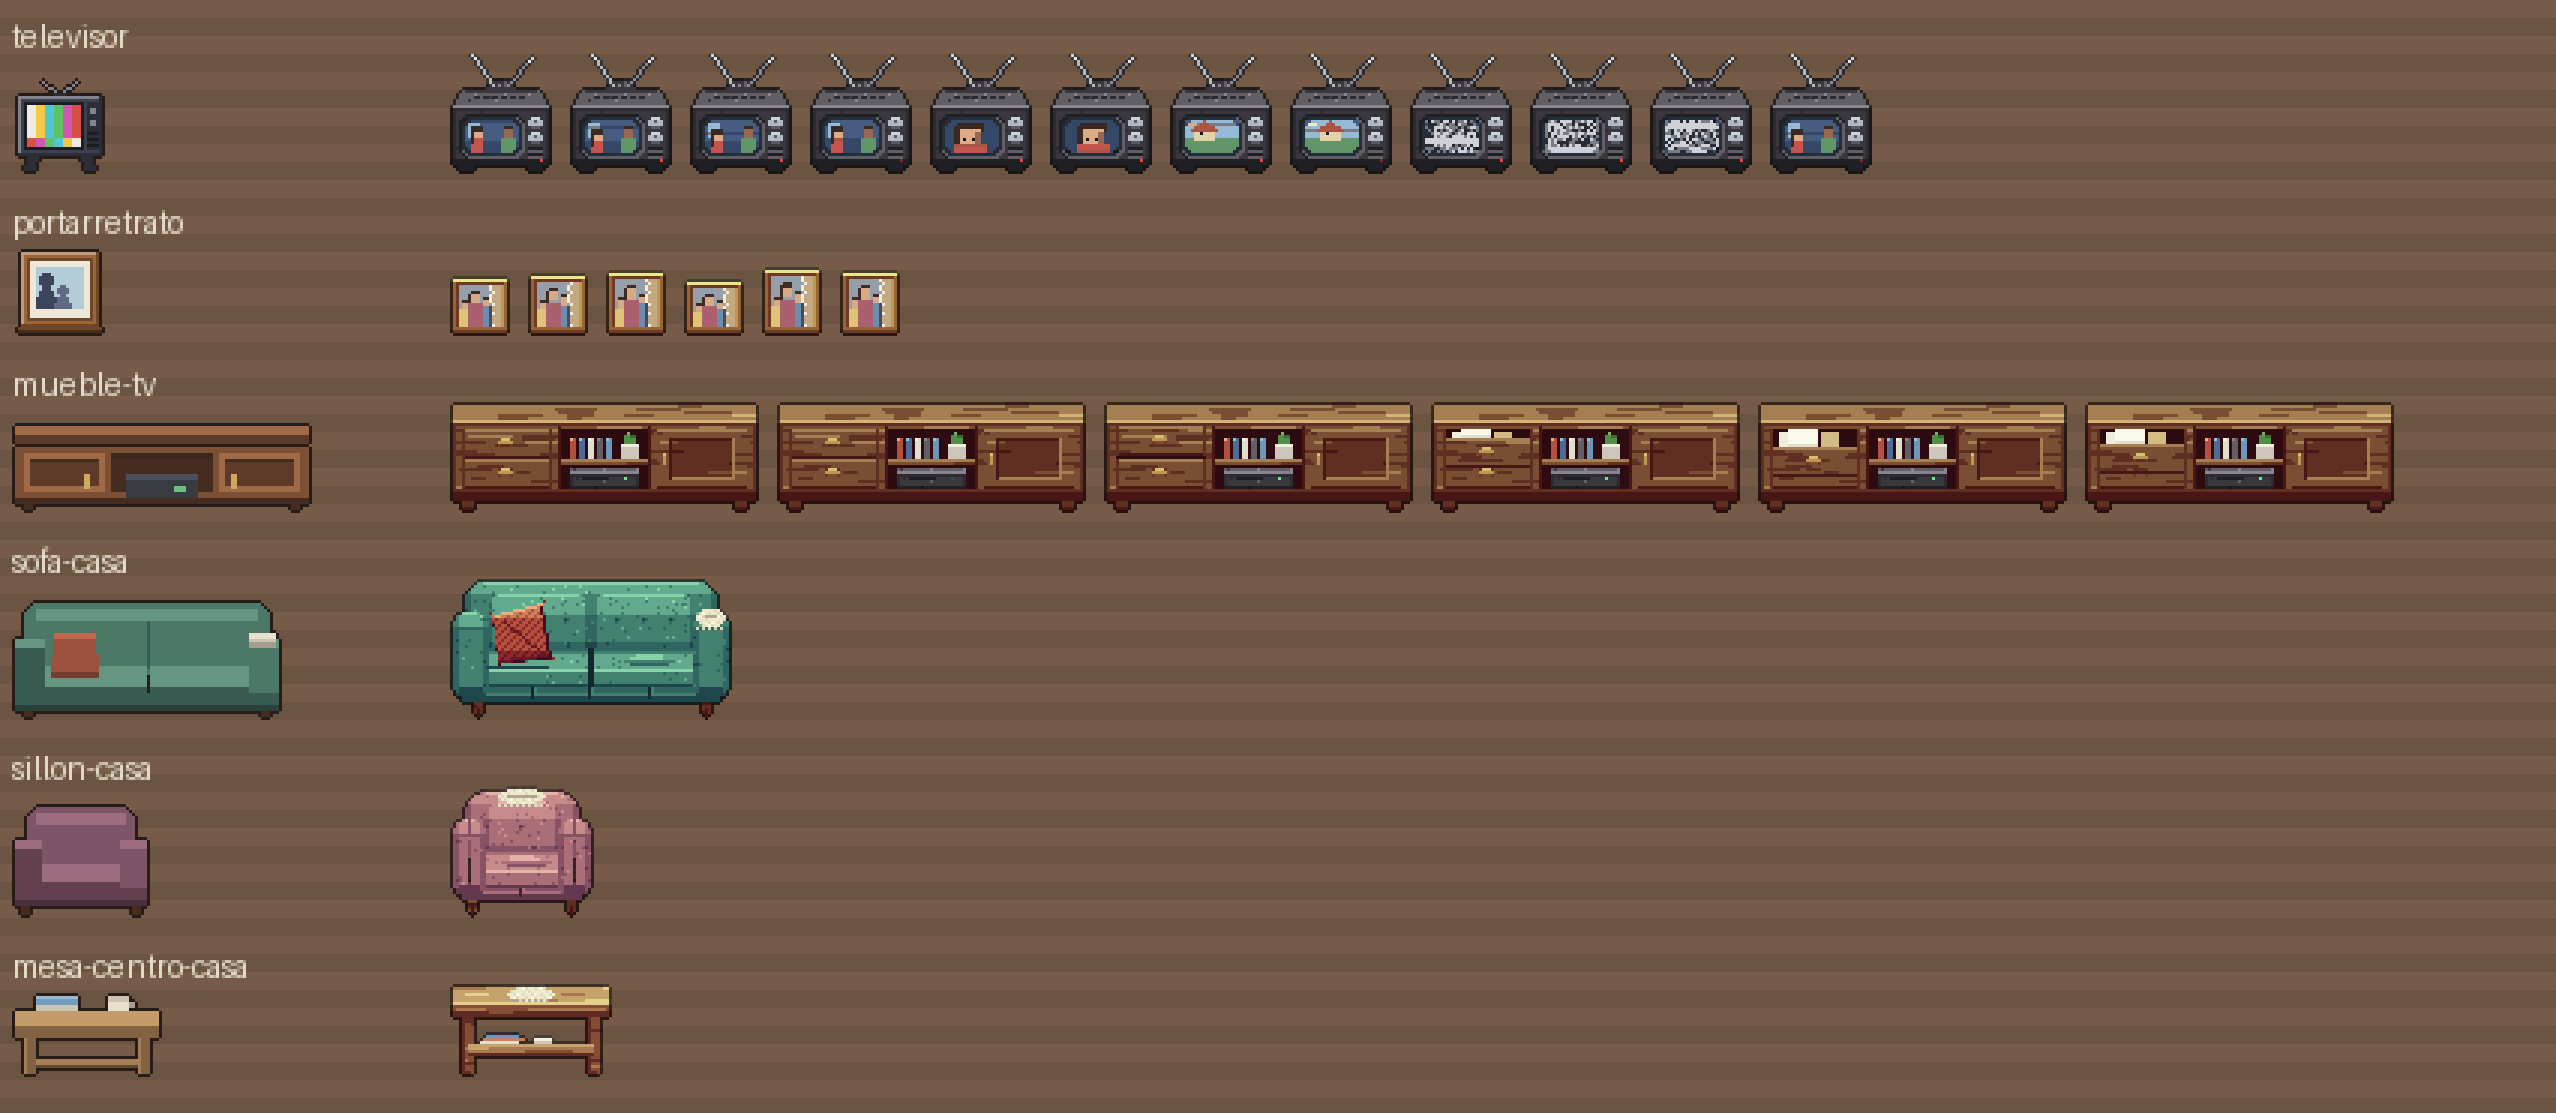 televisor
portarretrato
mueble-tv
sofa-casa
sillon-casa
mesa-centro-casa